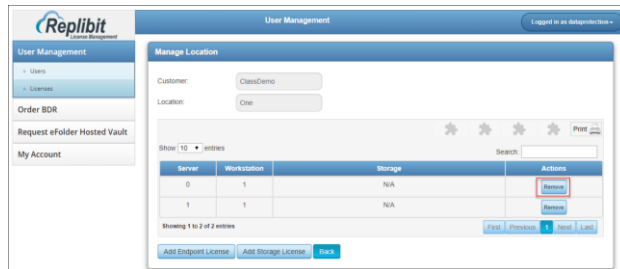 Replibit
License Management
User Management
Logged in as dataprotection
User Management
Users
Licenses
Order BDR
Request eFolder Hosted Vault
My Account
Manage Location
Customer: ClassDemo
Location: One
Print
Show 10 entries
Search:
Server Workstation Storage Actions
0 1 N/A Remove
1 1 N/A Remove
Showing 1 to 2 of 2 entries
First Previous 1 Next Last
Add Endpoint License Add Storage License Back